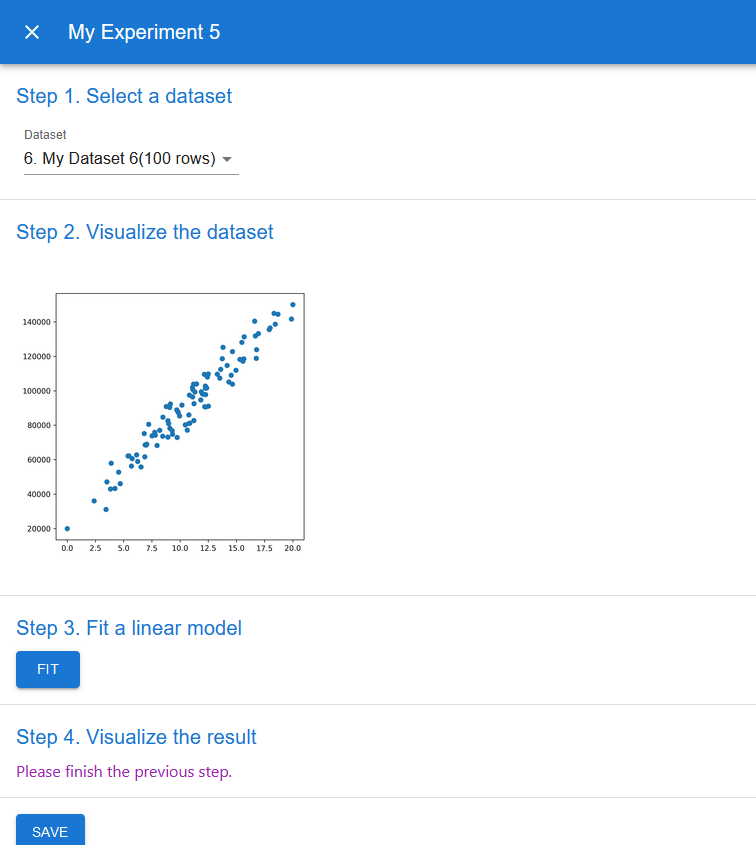 My Experiment 5
Step 1. Select a dataset
Dataset
6. My Dataset 6(100 rows)
Step 2. Visualize the dataset
140000
120000
100000
80000
60000
40000
20000
0.0 2.5 5.0 7.5 10.0 12.5 15.0 17.5 20.0
Step 3. Fit a linear model
FIT
Step 4. Visualize the result
Please finish the previous step.
SAVE